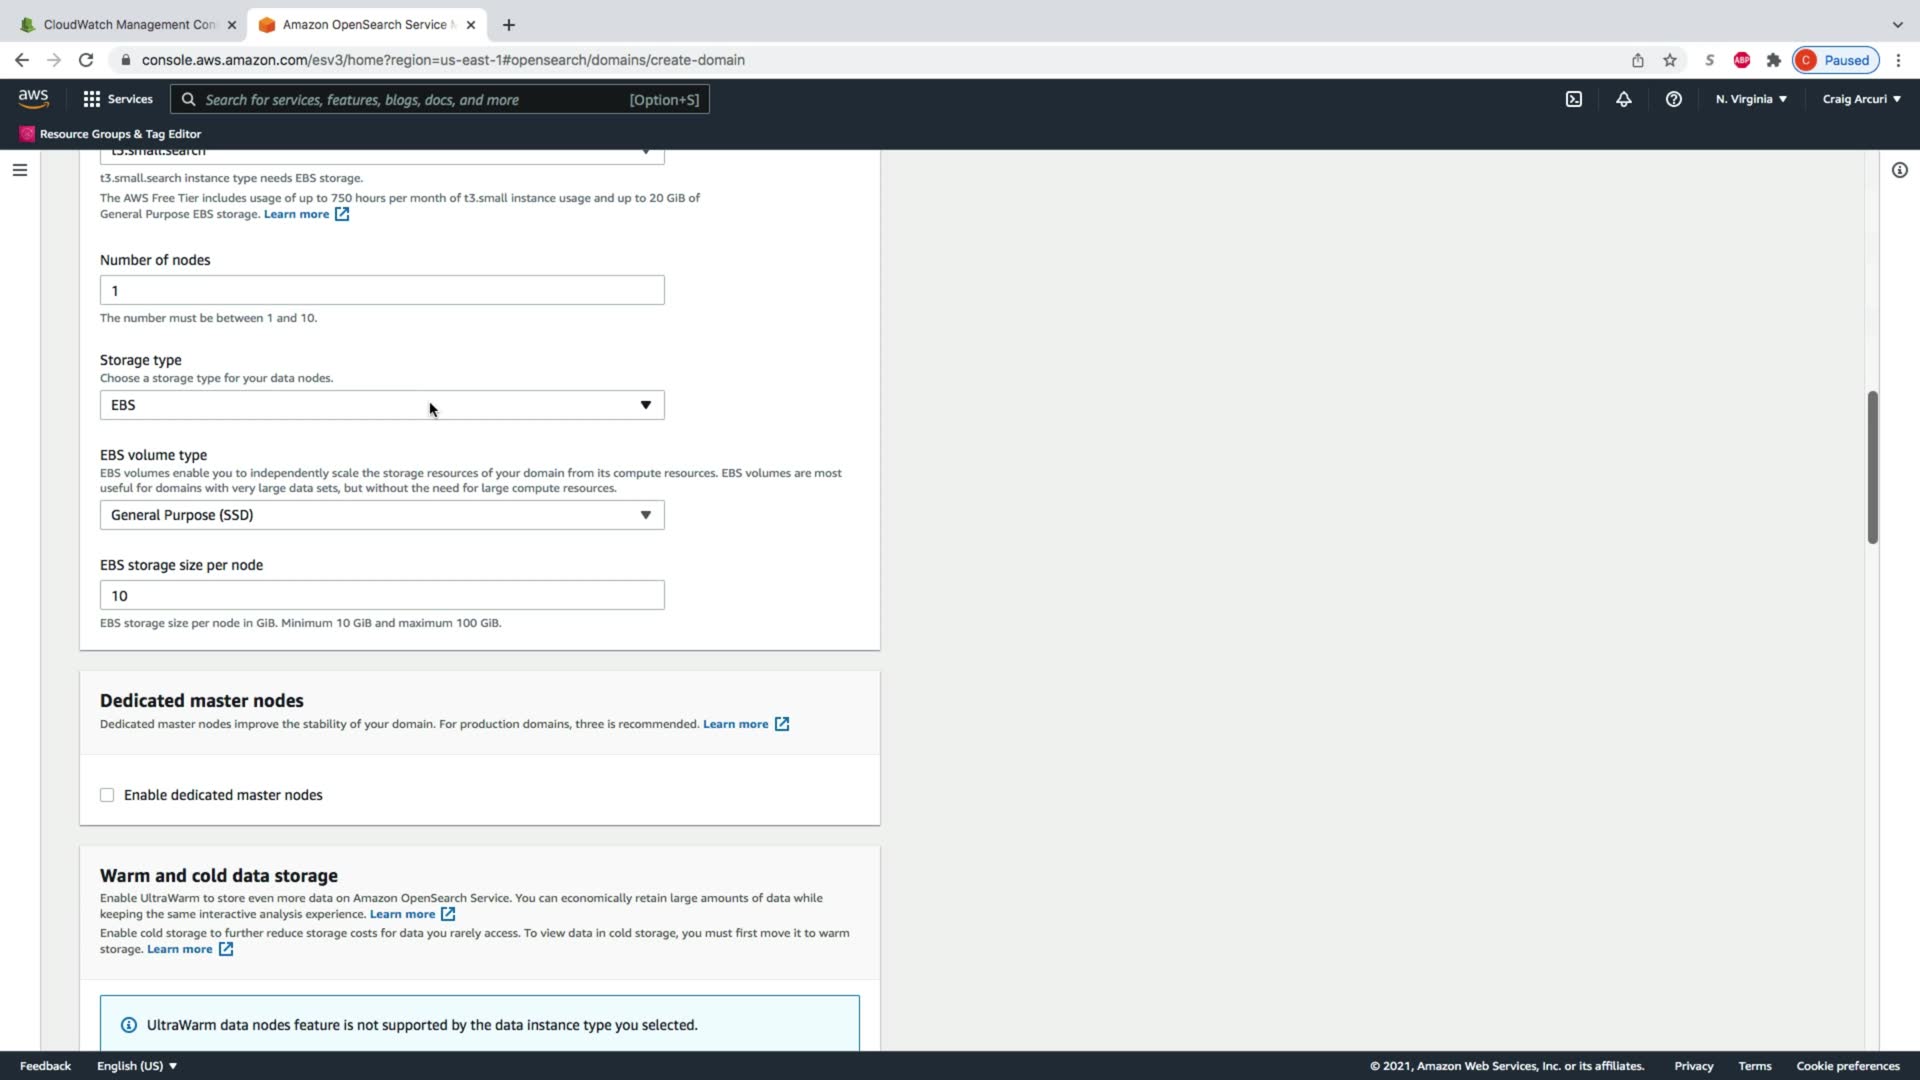 CloudWatch Management Con
Amazon OpenSearch Service
console.aws.amazon.com/esv3/home?region=us-east-1#opensearch/domains/create-domain
S
ABP
C Paused
aws
Services
Search for services, features, blogs, docs, and more [Option+S]
N. Virginia
Craig Arcuri
Resource Groups & Tag Editor
t3.small.search
t3.small.search instance type needs EBS storage.
The AWS Free Tier includes usage of up to 750 hours per month of t3.small instance usage and up to 20 GiB of
General Purpose EBS storage. Learn more
Number of nodes
1
The number must be between 1 and 10.
Storage type
Choose a storage type for your data nodes.
EBS
EBS volume type
EBS volumes enable you to independently scale the storage resources of your domain from its compute resources. EBS volumes are most
useful for domains with very large data sets, but without the need for large compute resources.
General Purpose (SSD)
EBS storage size per node
10
EBS storage size per node in GiB. Minimum 10 GiB and maximum 100 GiB.
Dedicated master nodes
Dedicated master nodes improve the stability of your domain. For production domains, three is recommended. Learn more
Enable dedicated master nodes
Warm and cold data storage
Enable UltraWarm to store even more data on Amazon OpenSearch Service. You can economically retain large amounts of data while
keeping the same interactive analysis experience. Learn more
Enable cold storage to further reduce storage costs for data you rarely access. To view data in cold storage, you must first move it to warm
storage. Learn more
UltraWarm data nodes feature is not supported by the data instance type you selected.
Feedback
English (US)
© 2021, Amazon Web Services, Inc. or its affiliates.
Privacy
Terms
Cookie preferences